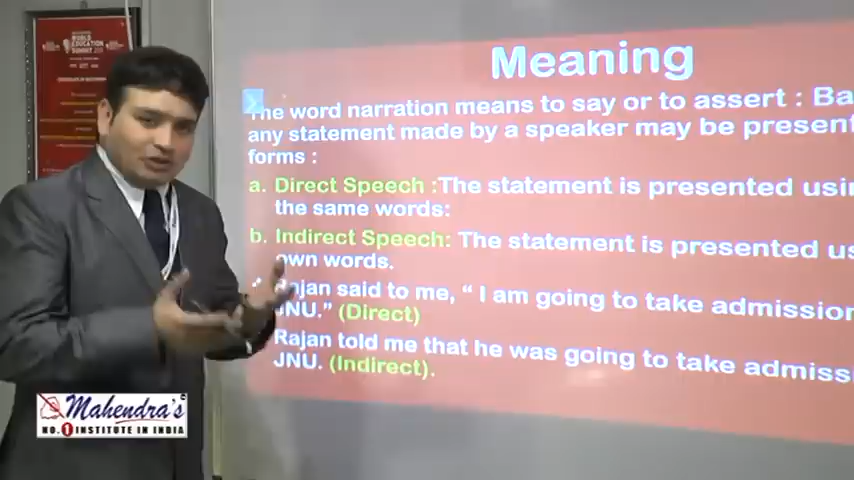 WORLD
EDUCATION
SUMMIT
Meaning
The word narration means to say or to assert : Ba
any statement made by a speaker may be present
forms :
a. Direct Speech :The statement is presented usin
the same words:
b. Indirect Speech: The statement is presented us
own words.
Rajan said to me, “ I am going to take admission
JNU.” (Direct)
Rajan told me that he was going to take admiss
JNU. (Indirect).
Mahendra's
NO. 1 INSTITUTE IN INDIA